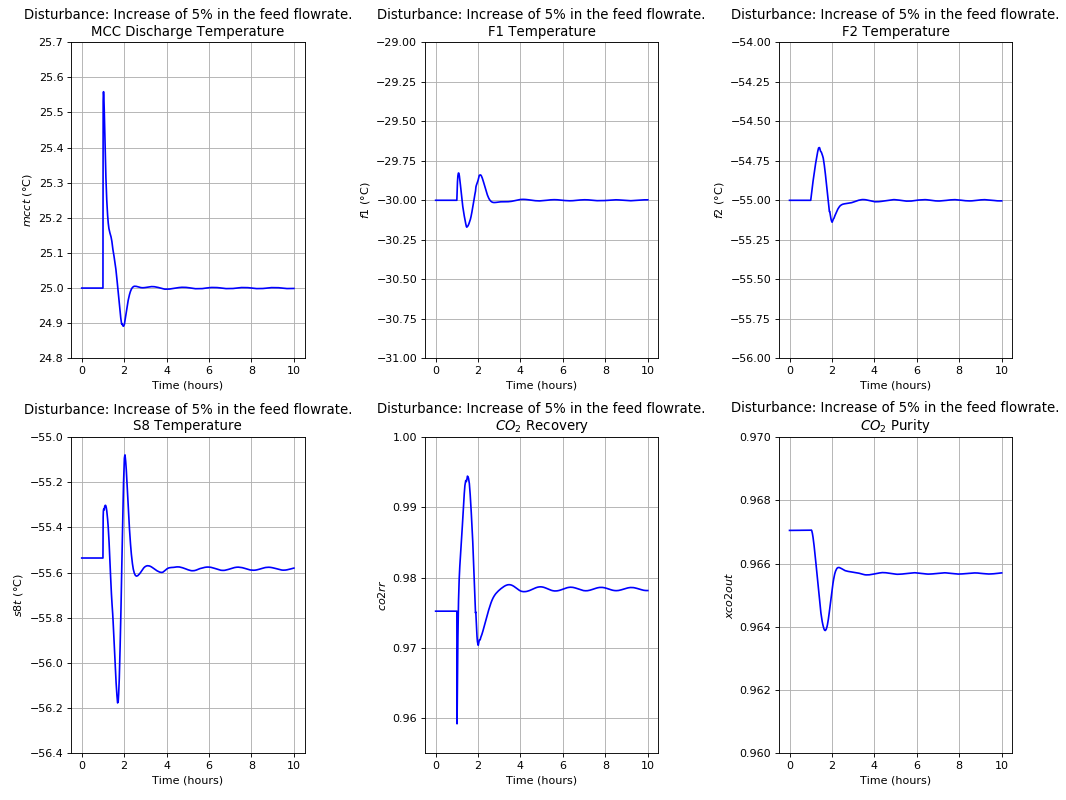 Disturbance: Increase of 5% in the feed flowrate.
MCC Discharge Temperature
25.7
25.6
25.5
25.4
25.3
25.2
25.1
25.0
24.9
24.8
mcct (°C)
0 2 4 6 8 10
Time (hours)
Disturbance: Increase of 5% in the feed flowrate.
F1 Temperature
−29.00
−29.25
−29.50
−29.75
−30.00
−30.25
−30.50
−30.75
−31.00
f1 (°C)
0 2 4 6 8 10
Time (hours)
Disturbance: Increase of 5% in the feed flowrate.
F2 Temperature
−54.00
−54.25
−54.50
−54.75
−55.00
−55.25
−55.50
−55.75
−56.00
f2 (°C)
0 2 4 6 8 10
Time (hours)
Disturbance: Increase of 5% in the feed flowrate.
S8 Temperature
−55.0
−55.2
−55.4
−55.6
−55.8
−56.0
−56.2
−56.4
s8t (°C)
0 2 4 6 8 10
Time (hours)
Disturbance: Increase of 5% in the feed flowrate.
CO₂ Recovery
1.00
0.99
0.98
0.97
0.96
co2rr
0 2 4 6 8 10
Time (hours)
Disturbance: Increase of 5% in the feed flowrate.
CO₂ Purity
0.970
0.968
0.966
0.964
0.962
0.960
xco2out
0 2 4 6 8 10
Time (hours)